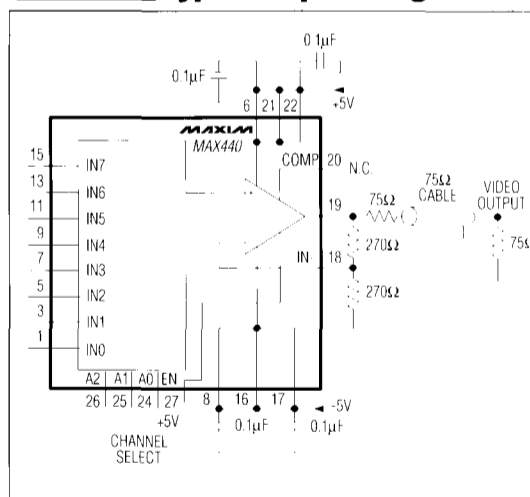 0.1µF
0.1µF
6 21 22
+5V
MAXIM
MAX440
COMP 20 N.C.
15 IN7
13 IN6
11 IN5
9 IN4
7 IN3
5 IN2
3 IN1
1 IN0
19 75Ω
75Ω
CABLE
VIDEO
OUTPUT
270Ω
75Ω
IN- 18
270Ω
A2 A1 A0 EN
26 25 24 27
+5V
8 16 17
-5V
0.1µF 0.1µF
CHANNEL
SELECT